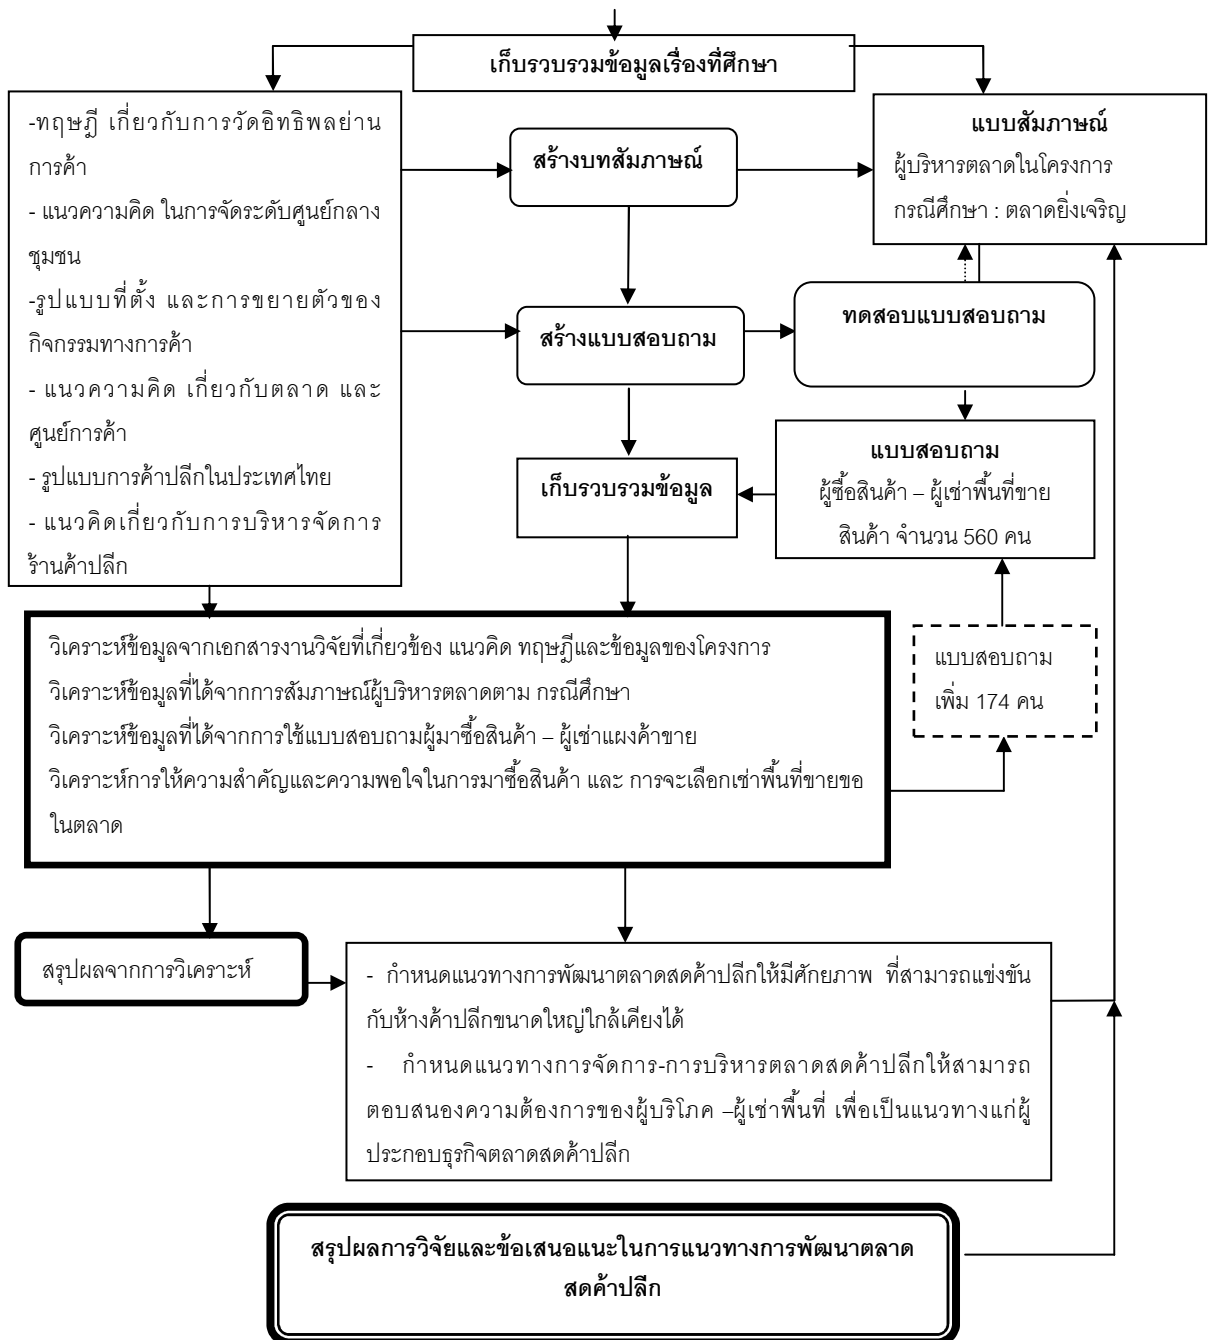 เก็บรวบรวมข้อมูลเรื่องที่ศึกษา
-ทฤษฎี เกี่ยวกับการวัดอิทธิพลย่าน
การค้า
- แนวความคิด ในการจัดระดับศูนย์กลาง
ชุมชน
-รูปแบบที่ตั้ง และการขยายตัวของ
กิจกรรมทางการค้า
- แนวความคิด เกี่ยวกับตลาด และ
ศูนย์การค้า
- รูปแบบการค้าปลีกในประเทศไทย
- แนวคิดเกี่ยวกับการบริหารจัดการ
ร้านค้าปลีก
สร้างบทสัมภาษณ์
แบบสัมภาษณ์
ผู้บริหารตลาดในโครงการ
กรณีศึกษา : ตลาดยิ่งเจริญ
สร้างแบบสอบถาม
ทดสอบแบบสอบถาม
เก็บรวบรวมข้อมูล
แบบสอบถาม
ผู้ซื้อสินค้า – ผู้เช่าพื้นที่ขาย
สินค้า จำนวน 560 คน
แบบสอบถาม
เพิ่ม 174 คน
วิเคราะห์ข้อมูลจากเอกสารงานวิจัยที่เกี่ยวข้อง แนวคิด ทฤษฎีและข้อมูลของโครงการ
วิเคราะห์ข้อมูลที่ได้จากการสัมภาษณ์ผู้บริหารตลาดตาม กรณีศึกษา
วิเคราะห์ข้อมูลที่ได้จากการใช้แบบสอบถามผู้มาซื้อสินค้า – ผู้เช่าแผงค้าขาย
วิเคราะห์การให้ความสำคัญและความพอใจในการมาซื้อสินค้า และ การจะเลือกเช่าพื้นที่ขายขอ
ในตลาด
สรุปผลจากการวิเคราะห์
- กำหนดแนวทางการพัฒนาตลาดสดค้าปลีกให้มีศักยภาพ ที่สามารถแข่งขัน
กับห้างค้าปลีกขนาดใหญ่ใกล้เคียงได้
- กำหนดแนวทางการจัดการ-การบริหารตลาดสดค้าปลีกให้สามารถ
ตอบสนองความต้องการของผู้บริโภค –ผู้เช่าพื้นที่ เพื่อเป็นแนวทางแก่ผู้
ประกอบธุรกิจตลาดสดค้าปลีก
สรุปผลการวิจัยและข้อเสนอแนะในการแนวทางการพัฒนาตลาด
สดค้าปลีก